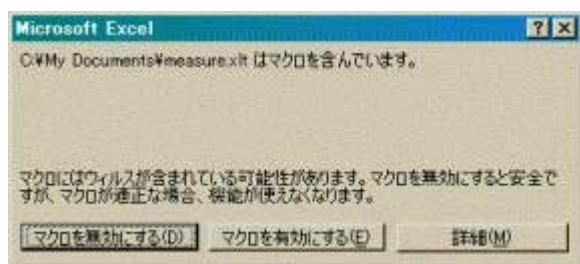 Microsoft Excel
C:¥My Documents¥measure.xlt はマクロを含んでいます。
マクロにはウィルスが含まれている可能性があります。マクロを無効にすると安全で
すが、マクロが適正な場合、機能が使えなくなります。
マクロを無効にする(D) マクロを有効にする(E) 詳細(M)